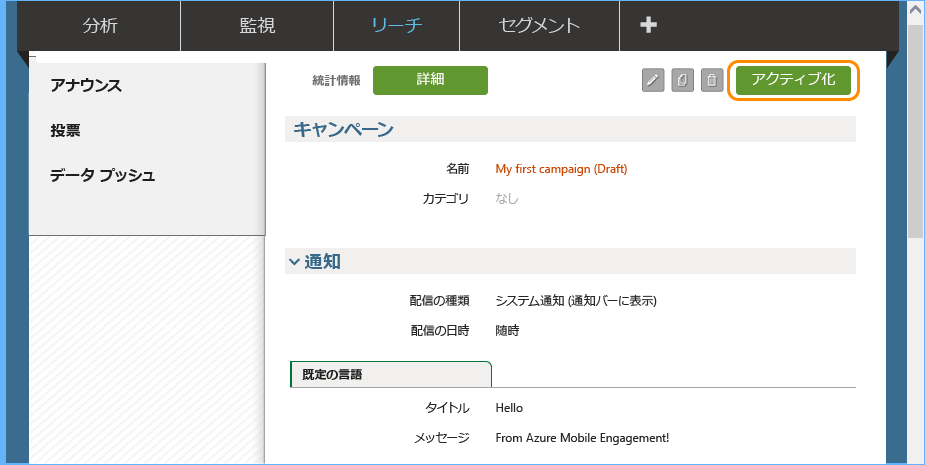 分析 監視 リーチ セグメント
アナウンス
投票
データ プッシュ
統計情報 詳細 アクティブ化
キャンペーン
名前 My first campaign (Draft)
カテゴリ なし
通知
配信の種類 システム通知 (通知バーに表示)
配信の日時 随時
既定の言語
タイトル Hello
メッセージ From Azure Mobile Engagement!